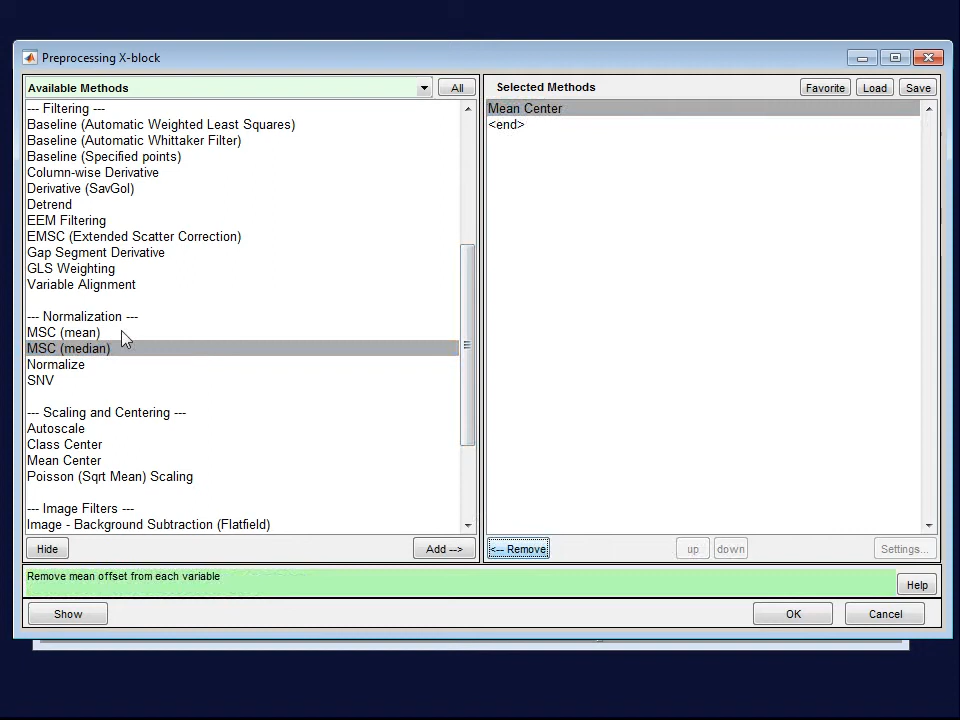 Preprocessing X-block
Available Methods
All
--- Filtering ---
Baseline (Automatic Weighted Least Squares)
Baseline (Automatic Whittaker Filter)
Baseline (Specified points)
Column-wise Derivative
Derivative (SavGol)
Detrend
EEM Filtering
EMSC (Extended Scatter Correction)
Gap Segment Derivative
GLS Weighting
Variable Alignment
--- Normalization ---
MSC (mean)
MSC (median)
Normalize
SNV
--- Scaling and Centering ---
Autoscale
Class Center
Mean Center
Poisson (Sqrt Mean) Scaling
--- Image Filters ---
Image - Background Subtraction (Flatfield)
Hide
Add -->
Selected Methods
Favorite
Load
Save
Mean Center
<end>
<-- Remove
up
down
Settings...
Remove mean offset from each variable
Help
Show
OK
Cancel